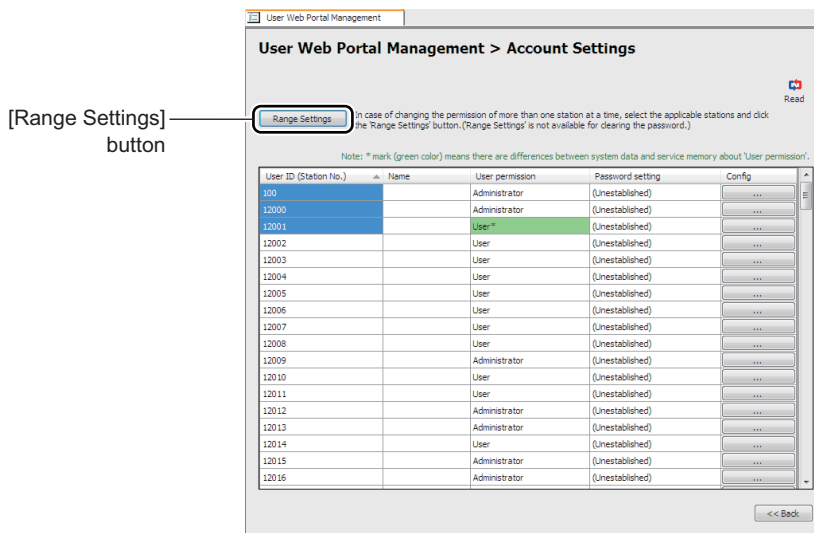 User Web Portal Management
User Web Portal Management > Account Settings
Read
[Range Settings]
button
Range Settings
In case of changing the permission of more than one station at a time, select the applicable stations and click
the 'Range Settings' button.('Range Settings' is not available for clearing the password.)
Note: * mark (green color) means there are differences between system data and service memory about 'User permission'.
User ID (Station No.) Name User permission Password setting Config
100 Administrator (Unestablished) ...
12000 Administrator (Unestablished) ...
12001 User* (Unestablished) ...
12002 User (Unestablished) ...
12003 User (Unestablished) ...
12004 User (Unestablished) ...
12005 User (Unestablished) ...
12006 User (Unestablished) ...
12007 User (Unestablished) ...
12008 User (Unestablished) ...
12009 Administrator (Unestablished) ...
12010 User (Unestablished) ...
12011 User (Unestablished) ...
12012 Administrator (Unestablished) ...
12013 Administrator (Unestablished) ...
12014 User (Unestablished) ...
12015 Administrator (Unestablished) ...
12016 Administrator (Unestablished) ...
<< Back